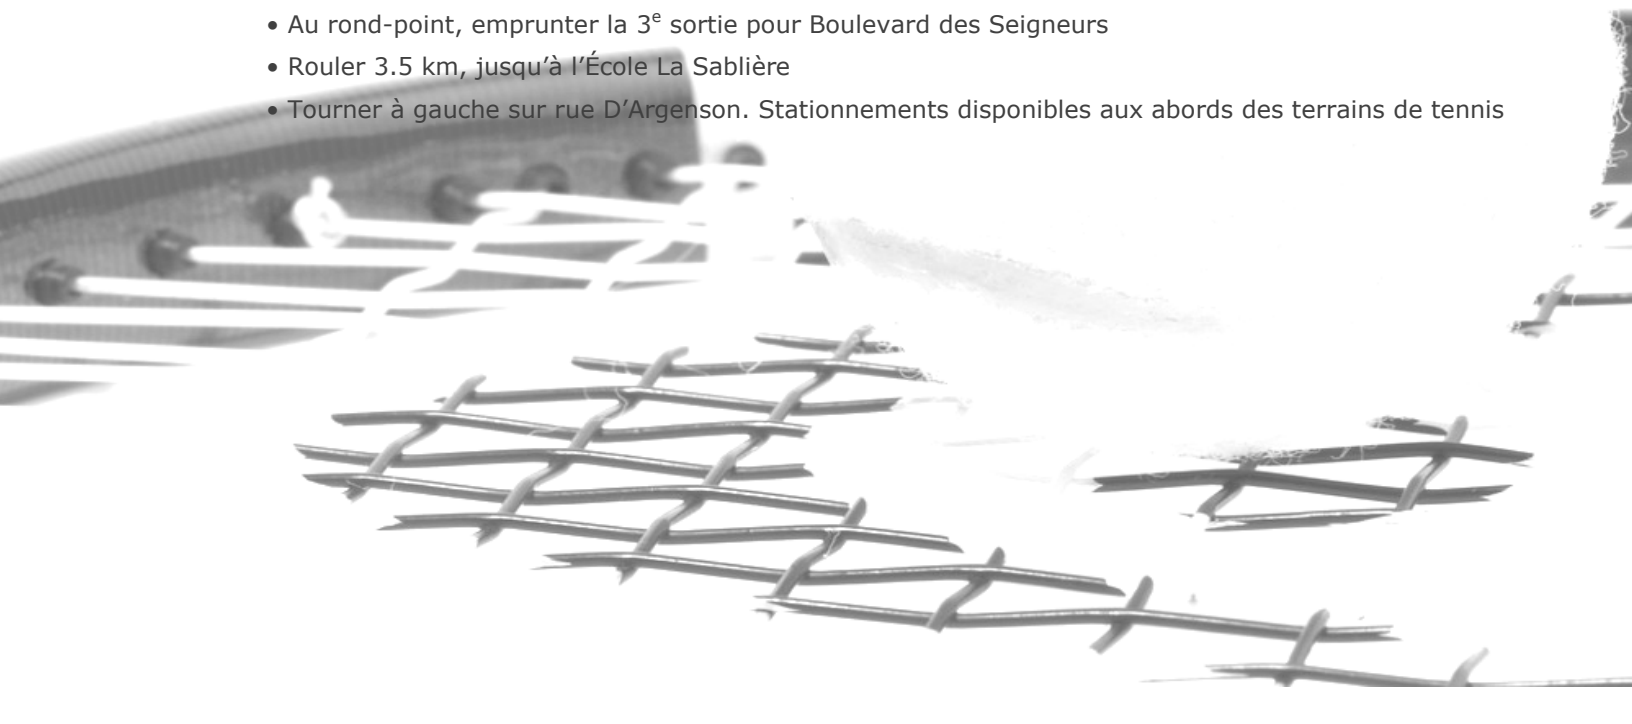 • Au rond-point, emprunter la 3e sortie pour Boulevard des Seigneurs
• Rouler 3.5 km, jusqu’à l’École La Sablière
• Tourner à gauche sur rue D’Argenson. Stationnements disponibles aux abords des terrains de tennis